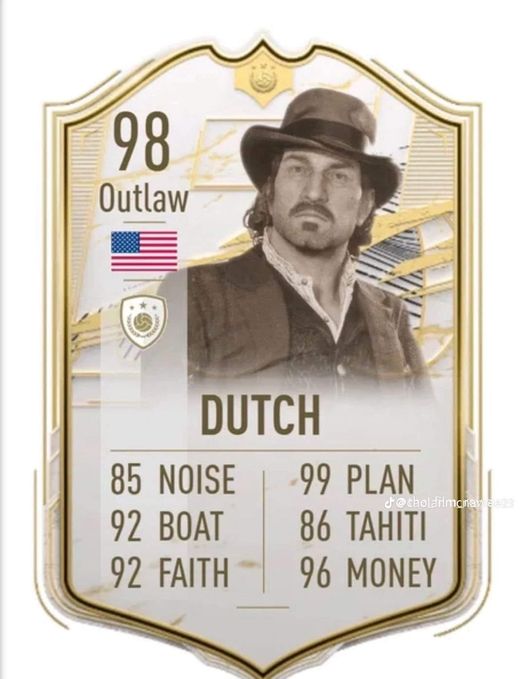 98
Outlaw
DUTCH
85 NOISE
92 BOAT
92 FAITH
99 PLAN
86 TAHITI
96 MONEY